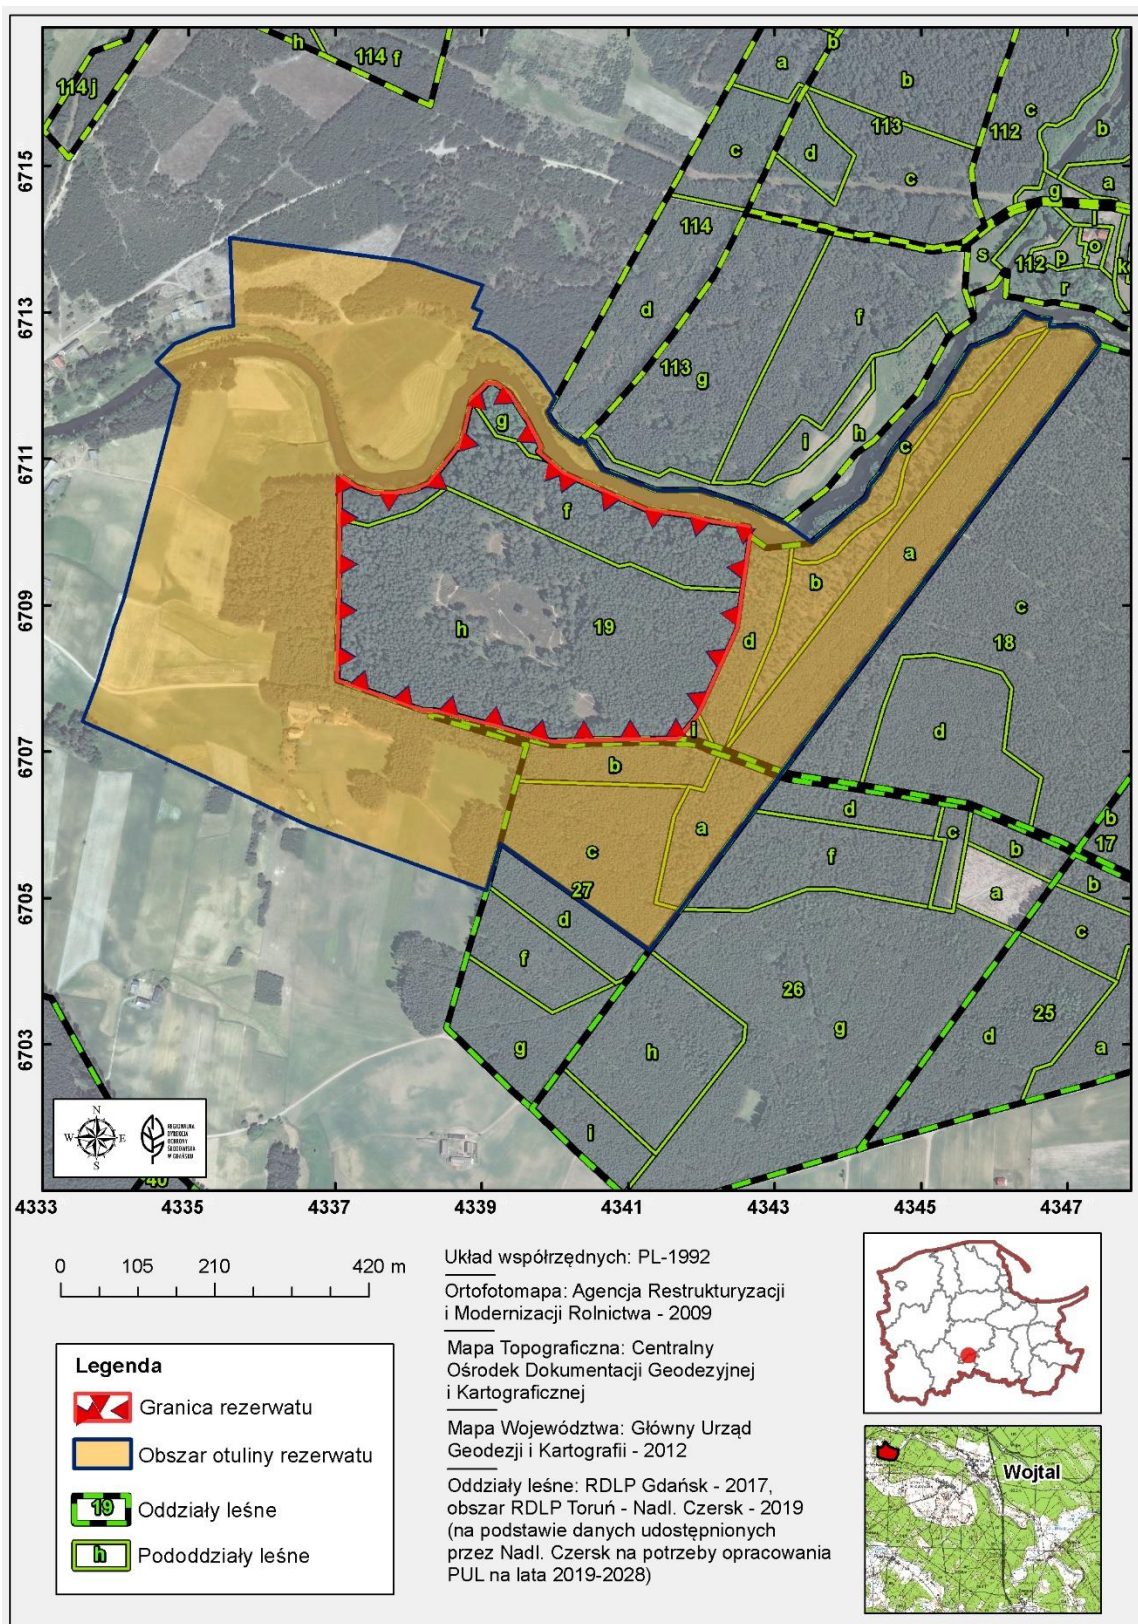 h
114 f
114 j
a
b
b
c
113
112
c
d
c
b
a
g
114
s
112
p
o
k
r
d
f
113
g
i
h
c
g
f
a
b
h
19
d
c
18
d
i
b
a
c
27
d
f
b
17
c
b
f
a
b
c
d
f
26
25
g
h
g
d
a
i
40
6715
6713
6711
6709
6707
6705
6703
N
W E
S
REGIONALNA
DYREKCJA
OCHRONY
ŚRODOWISKA
W GDAŃSKU
4333 4335 4337 4339 4341 4343 4345 4347
0 105 210 420 m
Układ współrzędnych: PL-1992
Ortofotomapa: Agencja Restrukturyzacji
i Modernizacji Rolnictwa - 2009
Mapa Topograficzna: Centralny
Ośrodek Dokumentacji Geodezyjnej
i Kartograficznej
Mapa Województwa: Główny Urząd
Geodezji i Kartografii - 2012
Oddziały leśne: RDLP Gdańsk - 2017,
obszar RDLP Toruń - Nadl. Czersk - 2019
(na podstawie danych udostępnionych
przez Nadl. Czersk na potrzeby opracowania
PUL na lata 2019-2028)
Legenda
Granica rezerwatu
Obszar otuliny rezerwatu
19 Oddziały leśne
h Pododdziały leśne
Wojtal